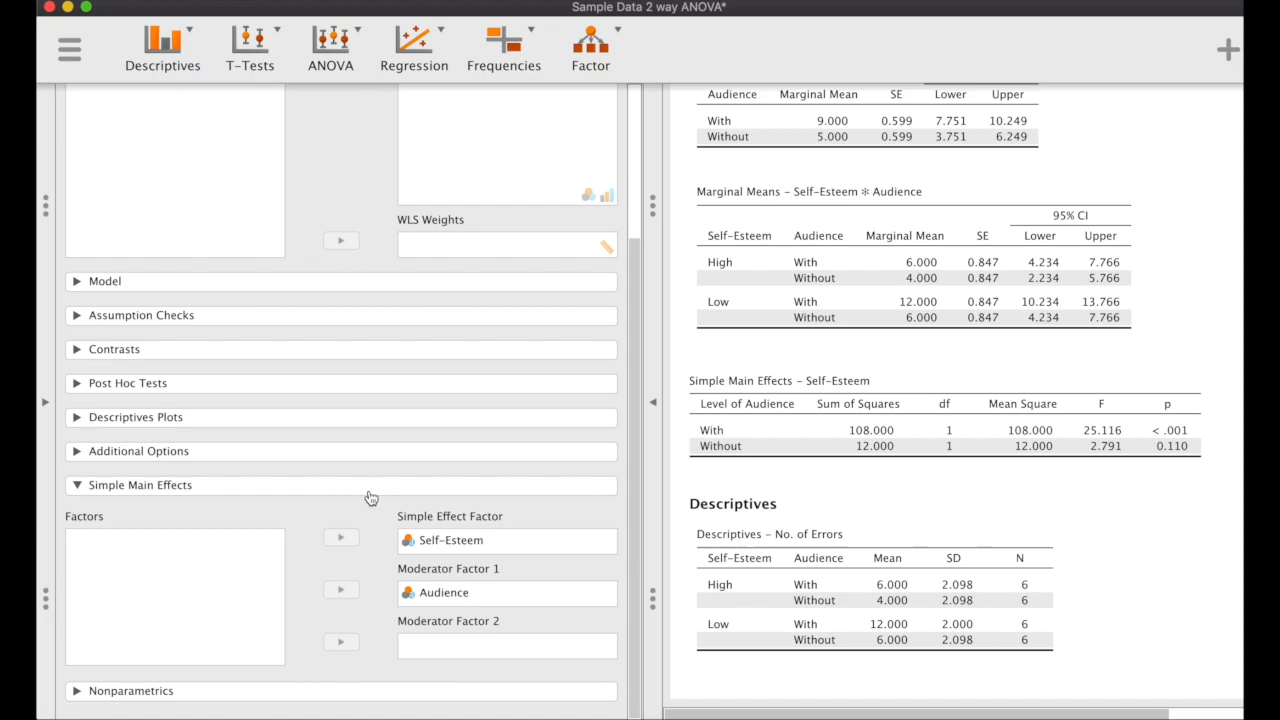 Sample Data 2 way ANOVA*
Descriptives T-Tests ANOVA Regression Frequencies Factor
WLS Weights
Model
Assumption Checks
Contrasts
Post Hoc Tests
Descriptives Plots
Additional Options
Simple Main Effects
Factors
Simple Effect Factor
Self-Esteem
Moderator Factor 1
Audience
Moderator Factor 2
Nonparametrics
Audience Marginal Mean SE Lower Upper
With 9.000 0.599 7.751 10.249
Without 5.000 0.599 3.751 6.249
Marginal Means - Self-Esteem ✻ Audience
95% CI
Self-Esteem Audience Marginal Mean SE Lower Upper
High With 6.000 0.847 4.234 7.766
Without 4.000 0.847 2.234 5.766
Low With 12.000 0.847 10.234 13.766
Without 6.000 0.847 4.234 7.766
Simple Main Effects - Self-Esteem
Level of Audience Sum of Squares df Mean Square F p
With 108.000 1 108.000 25.116 < .001
Without 12.000 1 12.000 2.791 0.110
Descriptives
Descriptives - No. of Errors
Self-Esteem Audience Mean SD N
High With 6.000 2.098 6
Without 4.000 2.098 6
Low With 12.000 2.000 6
Without 6.000 2.098 6